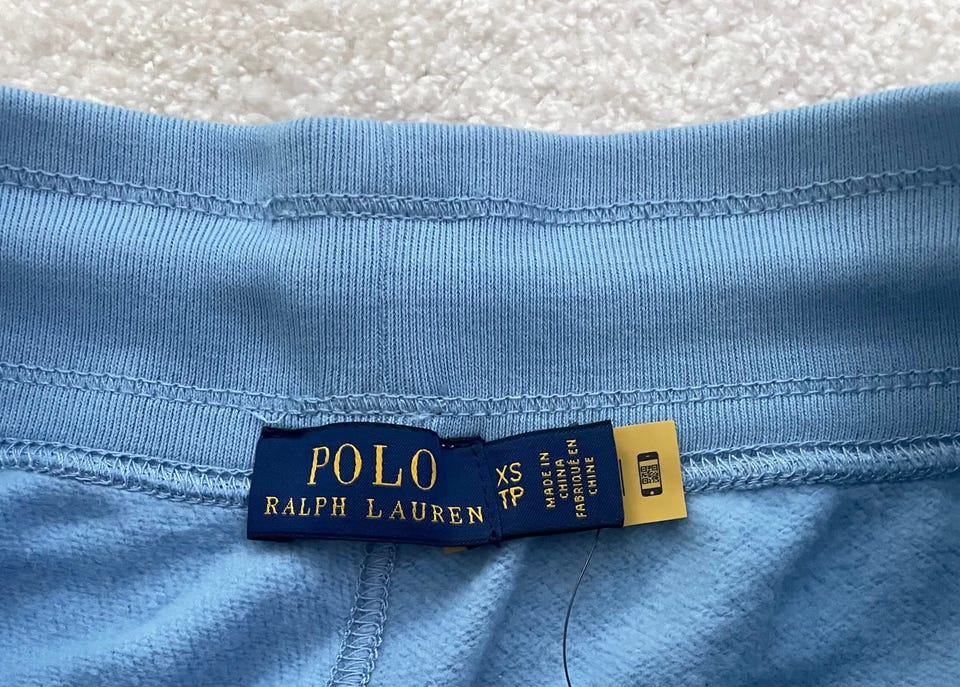 POLO
RALPH LAUREN
XS
TP
MADE IN
CHINA
FABRIQUÉ EN
CHINE